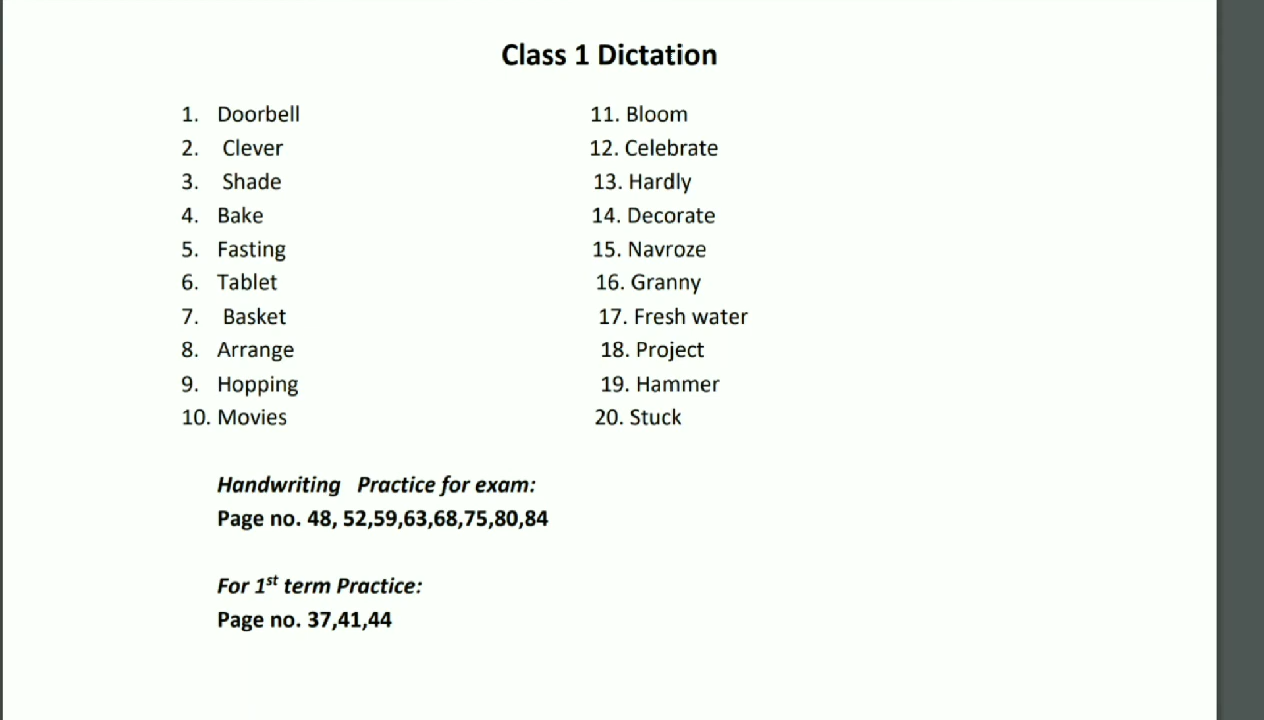 Class 1 Dictation
1. Doorbell
2. Clever
3. Shade
4. Bake
5. Fasting
6. Tablet
7. Basket
8. Arrange
9. Hopping
10. Movies
11. Bloom
12. Celebrate
13. Hardly
14. Decorate
15. Navroze
16. Granny
17. Fresh water
18. Project
19. Hammer
20. Stuck
Handwriting Practice for exam:
Page no. 48, 52,59,63,68,75,80,84
For 1st term Practice:
Page no. 37,41,44